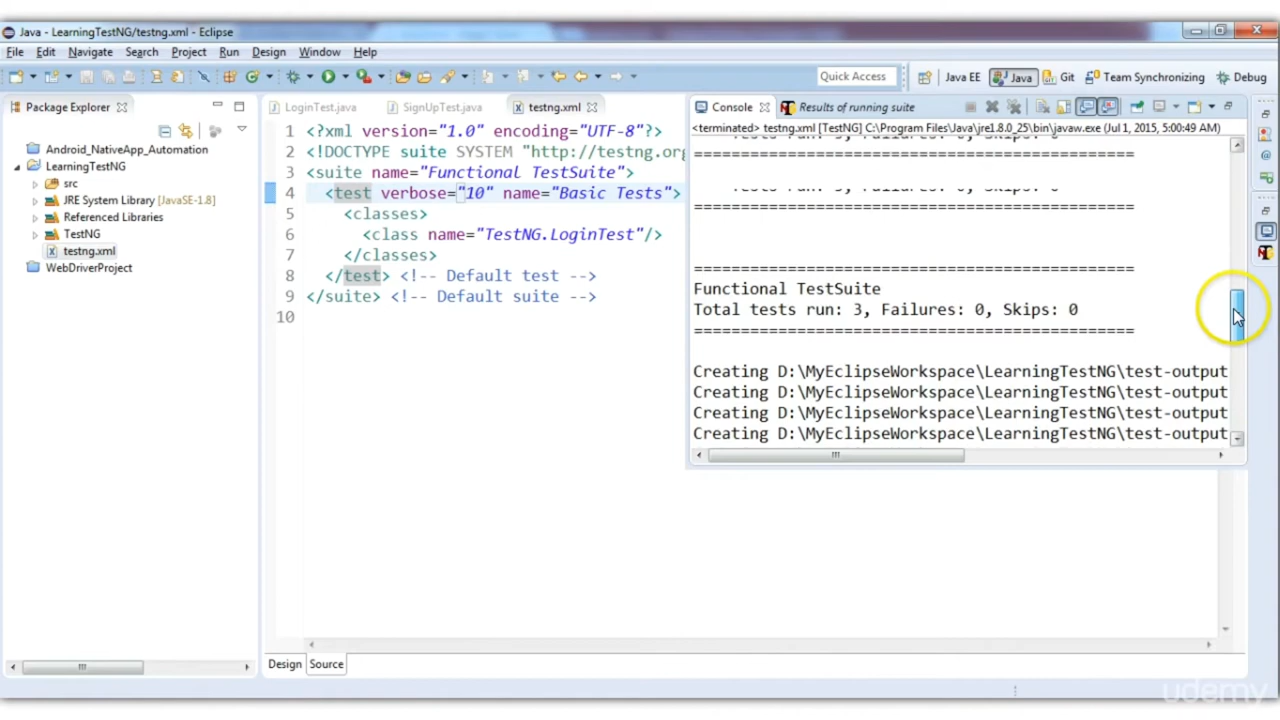 Java - LearningTestNG/testng.xml - Eclipse
File Edit Navigate Search Project Run Design Window Help
Quick Access Java EE Java Git Team Synchronizing Debug
Package Explorer
Android_NativeApp_Automation
LearningTestNG
src
JRE System Library [JavaSE-1.8]
Referenced Libraries
TestNG
testng.xml
WebDriverProject
LoginTest.java SignUpTest.java testng.xml
1 <?xml version="1.0" encoding="UTF-8"?>
2 <!DOCTYPE suite SYSTEM "http://testng.org
3 <suite name="Functional TestSuite">
4 <test verbose="10" name="Basic Tests">
5 <classes>
6 <class name="TestNG.LoginTest"/>
7 </classes>
8 </test> <!-- Default test -->
9 </suite> <!-- Default suite -->
10
Design Source
Console Results of running suite
<terminated> testng.xml [TestNG] C:\Program Files\Java\jre1.8.0_25\bin\javaw.exe (Jul 1, 2015, 5:00:49 AM)
===============================================
===============================================
===============================================
Functional TestSuite
Total tests run: 3, Failures: 0, Skips: 0
===============================================
Creating D:\MyEclipseWorkspace\LearningTestNG\test-output
Creating D:\MyEclipseWorkspace\LearningTestNG\test-output
Creating D:\MyEclipseWorkspace\LearningTestNG\test-output
Creating D:\MyEclipseWorkspace\LearningTestNG\test-output
udemy